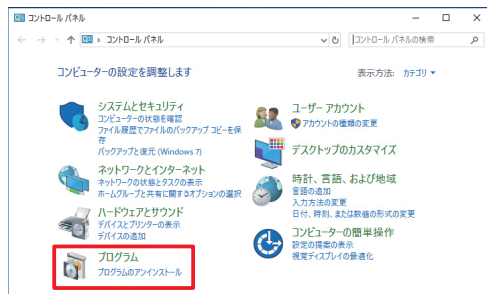 コントロール パネル
コントロール パネル
コントロール パネルの検索
コンピューターの設定を調整します
表示方法: カテゴリ
システムとセキュリティ
コンピューターの状態を確認
ファイル履歴でファイルのバックアップ コピーを保
存
バックアップと復元 (Windows 7)
ネットワークとインターネット
ネットワークの状態とタスクの表示
ホームグループと共有に関するオプションの選択
ハードウェアとサウンド
デバイスとプリンターの表示
デバイスの追加
プログラム
プログラムのアンインストール
ユーザー アカウント
アカウントの種類の変更
デスクトップのカスタマイズ
時計、言語、および地域
言語の追加
入力方法の変更
日付、時刻、または数値の形式の変更
コンピューターの簡単操作
設定の提案の表示
視覚ディスプレイの最適化